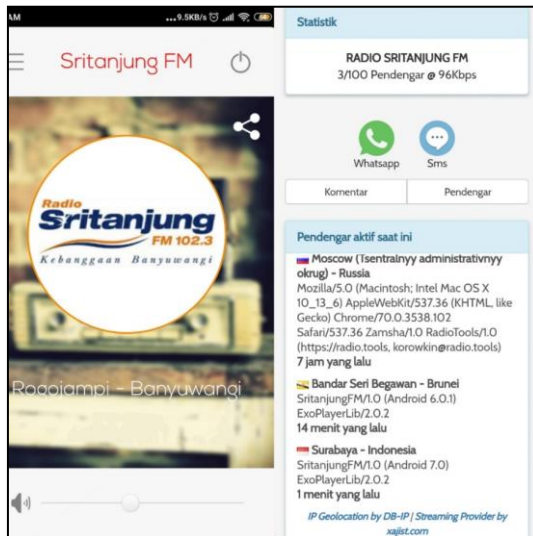 AM
...9.5KB/s
Sritanjung FM
Radio
Sritanjung
FM 102.3
Kebanggaan Banyuwangi
Rogojampi - Banyuwangi
Statistik
RADIO SRITANJUNG FM
3/100 Pendengar @ 96Kbps
Whatsapp
Sms
Komentar
Pendengar
Pendengar aktif saat ini
Moscow (Tsentralnyy administrativnyy
okrug) - Russia
Mozilla/5.0 (Macintosh; Intel Mac OS X
10_13_6) AppleWebKit/537.36 (KHTML, like
Gecko) Chrome/70.0.3538.102
Safari/537.36 Zamsha/1.0 RadioTools/1.0
(https://radio.tools, korowkin@radio.tools)
7 jam yang lalu
Bandar Seri Begawan - Brunei
SritanjungFM/1.0 (Android 6.0.1)
ExoPlayerLib/2.0.2
14 menit yang lalu
Surabaya - Indonesia
SritanjungFM/1.0 (Android 7.0)
ExoPlayerLib/2.0.2
1 menit yang lalu
IP Geolocation by DB-IP | Streaming Provider by
xajist.com